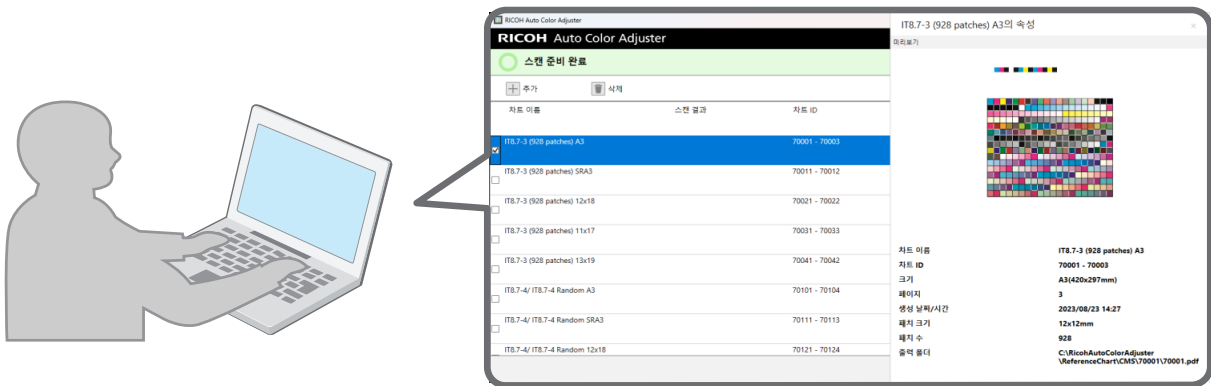 RICOH Auto Color Adjuster
RICOH Auto Color Adjuster
스캔 준비 완료
추가 삭제
차트 이름 스캔 결과 차트 ID
IT8.7-3 (928 patches) A3 70001 - 70003
IT8.7-3 (928 patches) SRA3 70011 - 70012
IT8.7-3 (928 patches) 12x18 70021 - 70022
IT8.7-3 (928 patches) 11x17 70031 - 70033
IT8.7-3 (928 patches) 13x19 70041 - 70042
IT8.7-4/ IT8.7-4 Random A3 70101 - 70104
IT8.7-4/ IT8.7-4 Random SRA3 70111 - 70113
IT8.7-4/ IT8.7-4 Random 12x18 70121 - 70124
IT8.7-3 (928 patches) A3의 속성
미리보기
차트 이름 IT8.7-3 (928 patches) A3
차트 ID 70001 - 70003
크기 A3(420x297mm)
페이지 3
생성 날짜/시간 2023/08/23 14:27
패치 크기 12x12mm
패치 수 928
출력 폴더 C:\RicohAutoColorAdjuster
\ReferenceChart\CMS\70001\70001.pdf